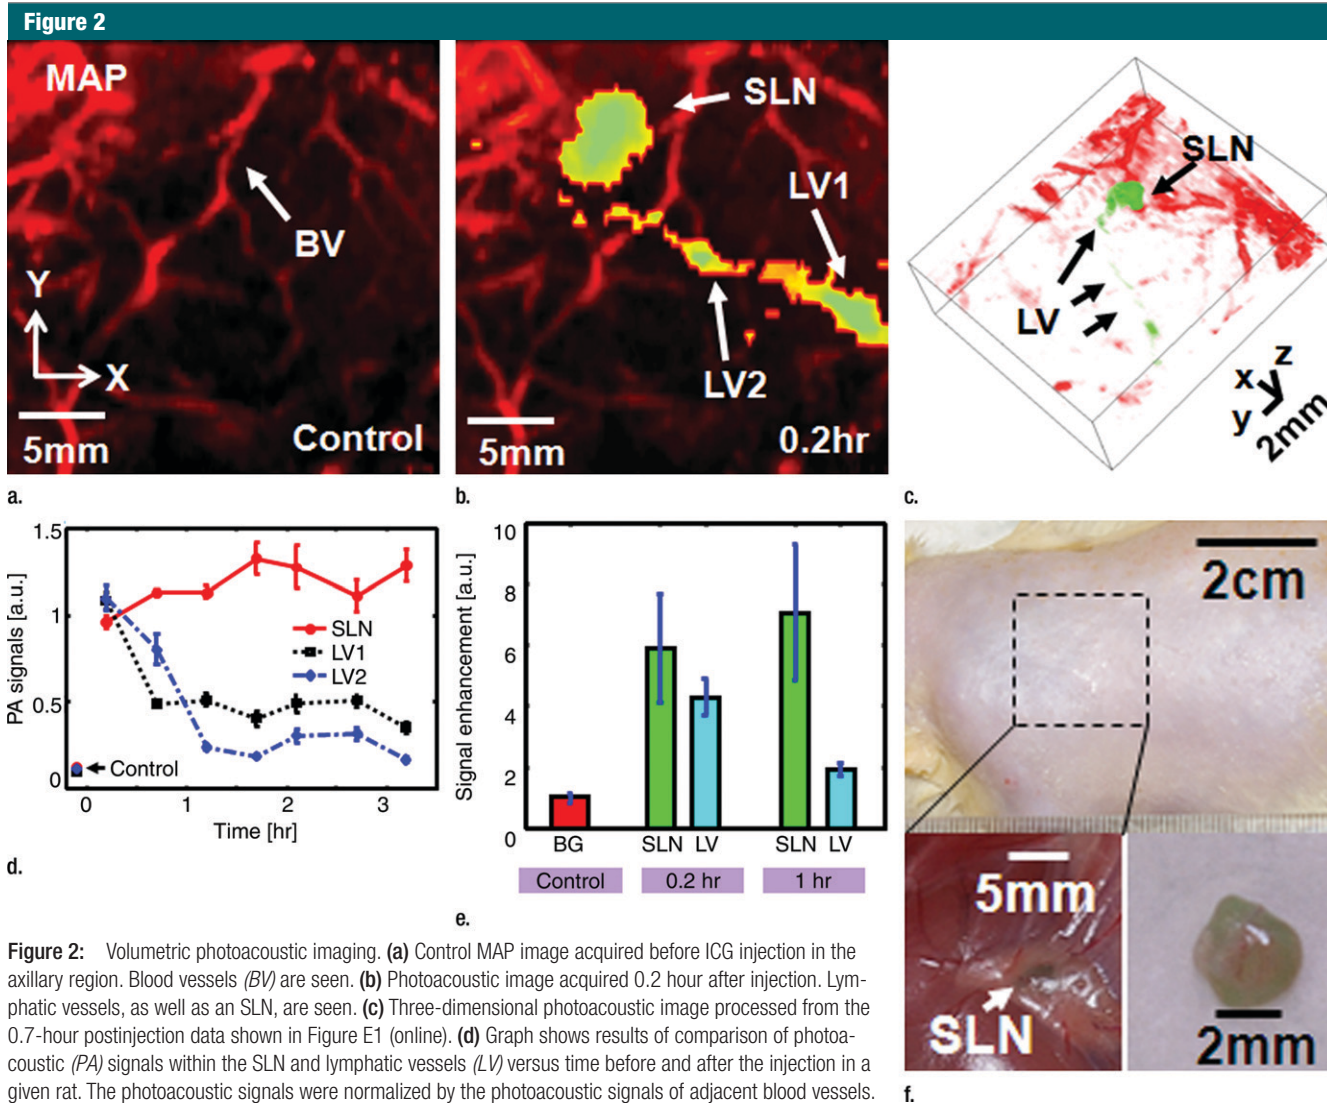 Figure 2
MAP
BV
Y
X
5mm
Control
a.
SLN
LV1
LV2
5mm
0.2hr
b.
SLN
LV
x
z
y
2mm
c.
PA signals [a.u.]
1.5
1
0.5
0
SLN
LV1
LV2
Control
0 1 2 3
Time [hr]
d.
Signal enhancement [a.u.]
10
8
6
4
2
0
BG SLN LV SLN LV
Control 0.2 hr 1 hr
e.
2cm
5mm
SLN
2mm
f.
Figure 2: Volumetric photoacoustic imaging. (a) Control MAP image acquired before ICG injection in the
axillary region. Blood vessels (BV) are seen. (b) Photoacoustic image acquired 0.2 hour after injection. Lym-
phatic vessels, as well as an SLN, are seen. (c) Three-dimensional photoacoustic image processed from the
0.7-hour postinjection data shown in Figure E1 (online). (d) Graph shows results of comparison of photoa-
coustic (PA) signals within the SLN and lymphatic vessels (LV) versus time before and after the injection in a
given rat. The photoacoustic signals were normalized by the photoacoustic signals of adjacent blood vessels.